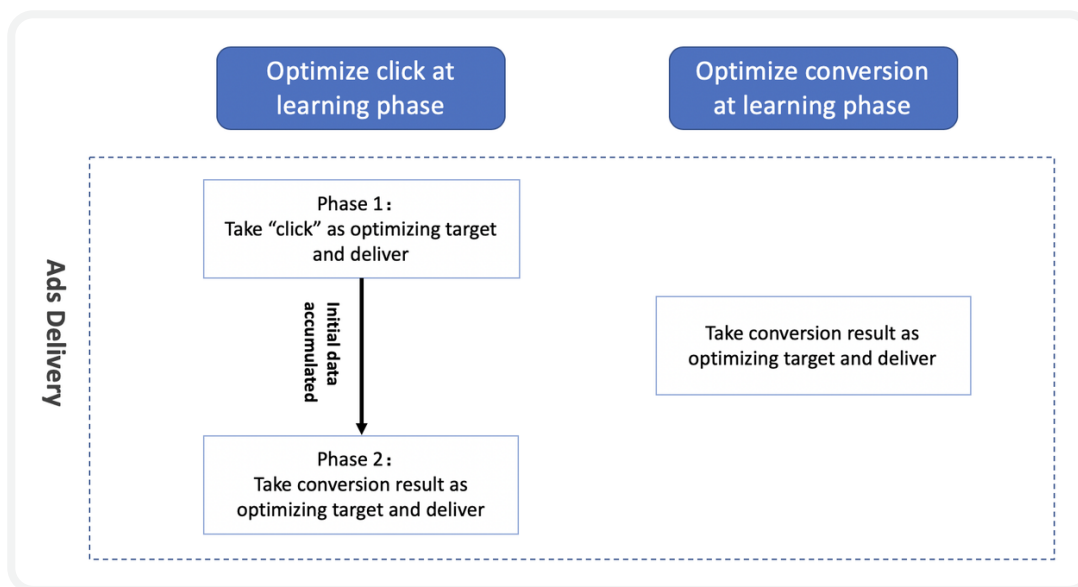 Optimize click at
learning phase
Optimize conversion
at learning phase
Ads Delivery
Phase 1：
Take “click” as optimizing target
and deliver
Initial data
accumulated
Phase 2：
Take conversion result as
optimizing target and deliver
Take conversion result as
optimizing target and deliver